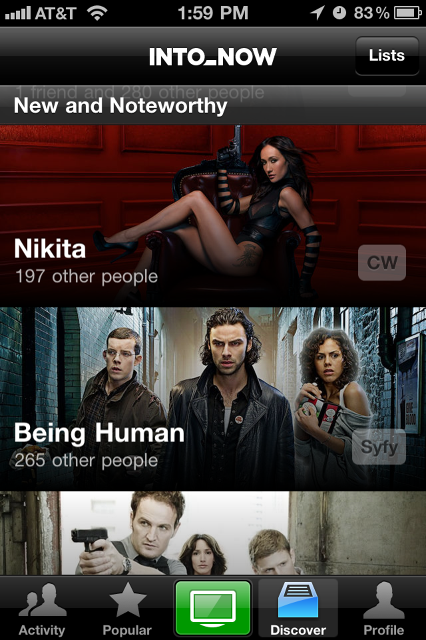 AT&T 1:59 PM 83%
INTO_NOW
Lists
1 friend and 280 other people
New and Noteworthy
Nikita
197 other people
CW
Being Human
265 other people
Syfy
Activity Popular Discover Profile